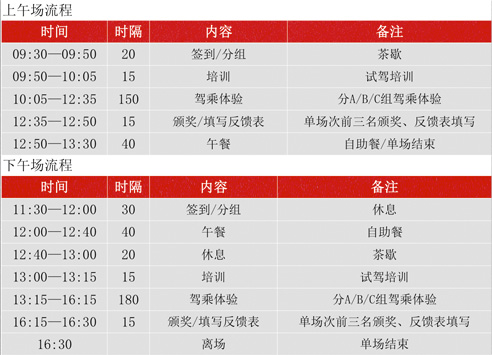 上午场流程
时间 时隔 内容 备注
09:30—09:50 20 签到/分组 茶歇
09:50—10:05 15 培训 试驾培训
10:05—12:35 150 驾乘体验 分A/B/C组驾乘体验
12:35—12:50 15 颁奖/填写反馈表 单场次前三名颁奖、反馈表填写
12:50—13:30 40 午餐 自助餐/单场结束
下午场流程
时间 时隔 内容 备注
11:30—12:00 30 签到/分组 休息
12:00—12:40 40 午餐 自助餐
12:40—13:00 20 休息 茶歇
13:00—13:15 15 培训 试驾培训
13:15—16:15 180 驾乘体验 分A/B/C组驾乘体验
16:15—16:30 15 颁奖/填写反馈表 单场次前三名颁奖、反馈表填写
16:30 离场 单场结束